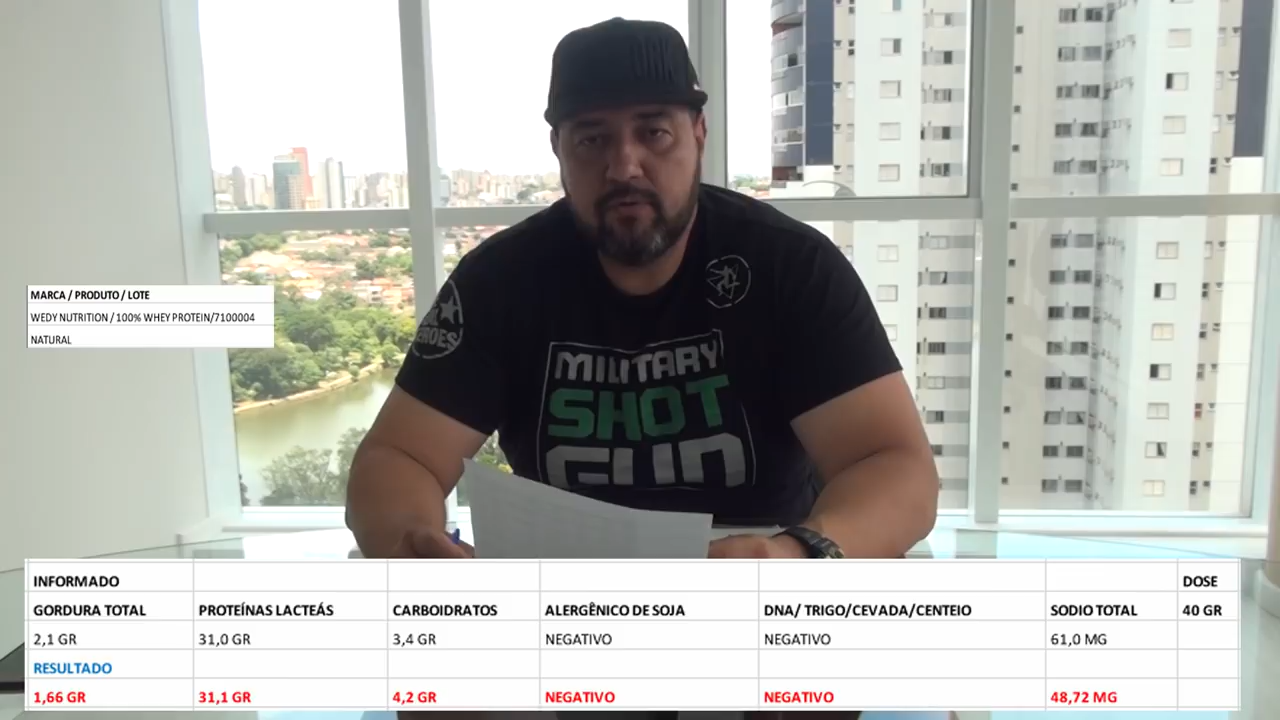 MARCA / PRODUTO / LOTE
WEDY NUTRITION / 100% WHEY PROTEIN/7100004
NATURAL
MILITARY
SHOT
GUN
INFORMADO DOSE
GORDURA TOTAL PROTEÍNAS LACTEÁS CARBOIDRATOS ALERGÊNICO DE SOJA DNA/ TRIGO/CEVADA/CENTEIO SODIO TOTAL 40 GR
2,1 GR 31,0 GR 3,4 GR NEGATIVO NEGATIVO 61,0 MG
RESULTADO
1,66 GR 31,1 GR 4,2 GR NEGATIVO NEGATIVO 48,72 MG